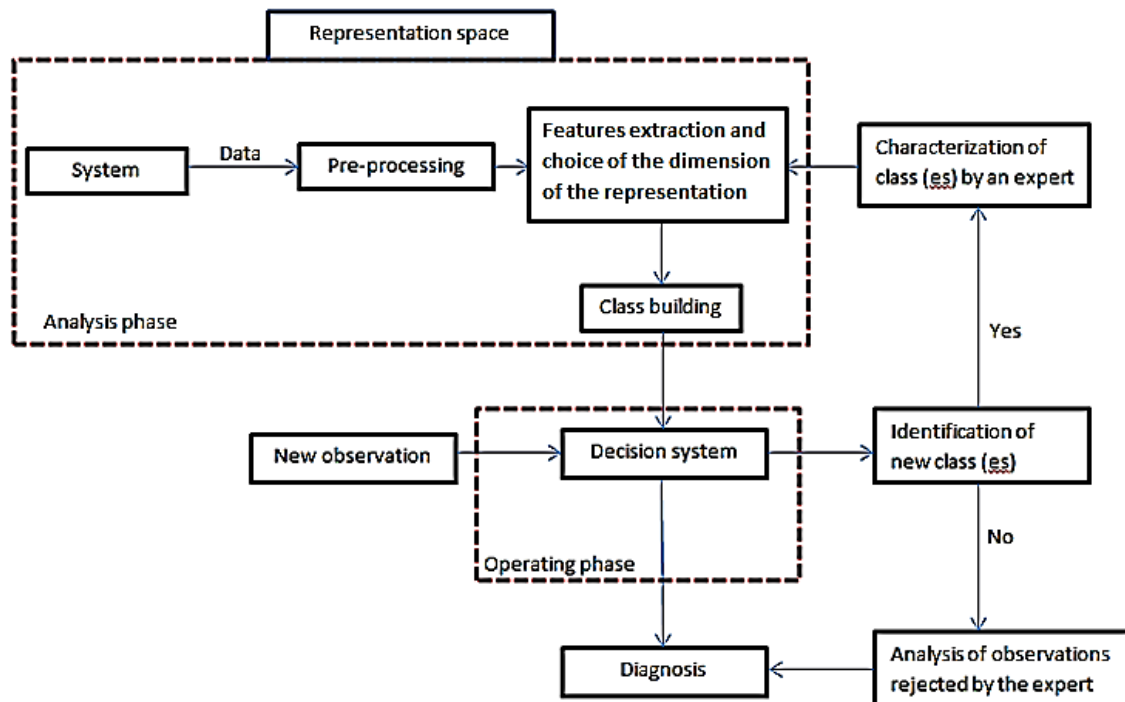 Representation space
Features extraction and
choice of the dimension
of the representation
System
Data
Pre-processing
Characterization of
class (es) by an expert
Class building
Analysis phase
Yes
New observation
Decision system
Identification of
new class (es)
Operating phase
No
Diagnosis
Analysis of observations
rejected by the expert